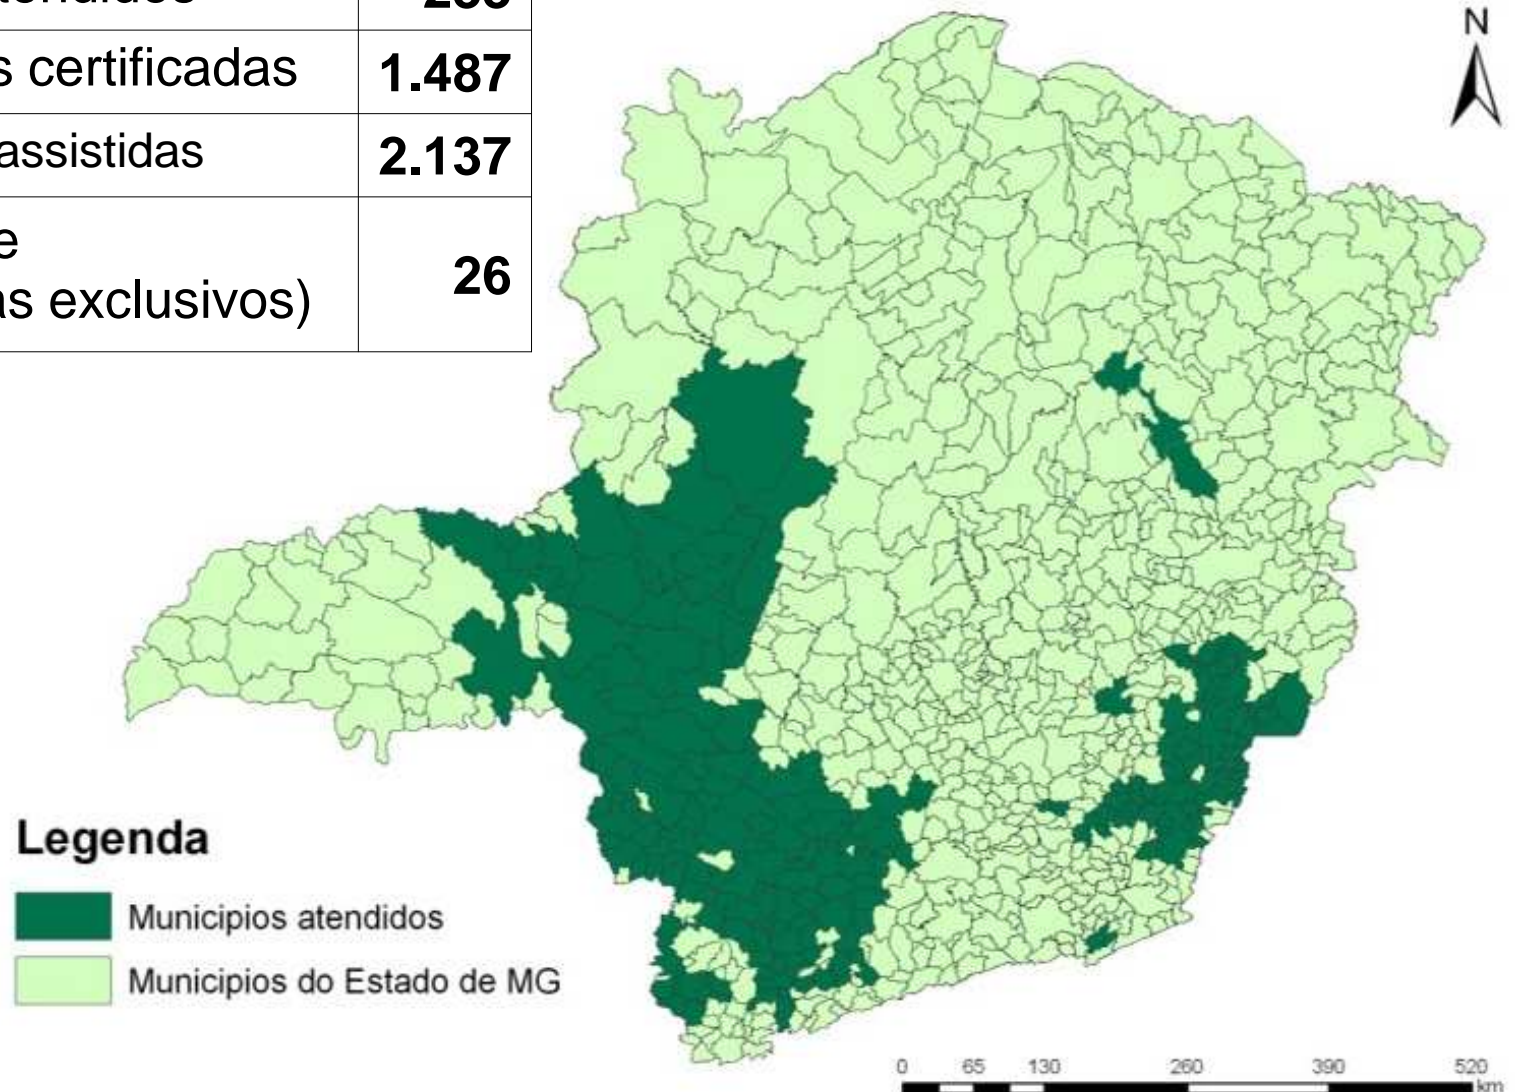 s certificadas 1.487
assistidas 2.137
e
as exclusivos) 26
N
Legenda
Municipios atendidos
Municipios do Estado de MG
0 65 130 260 390 520
km